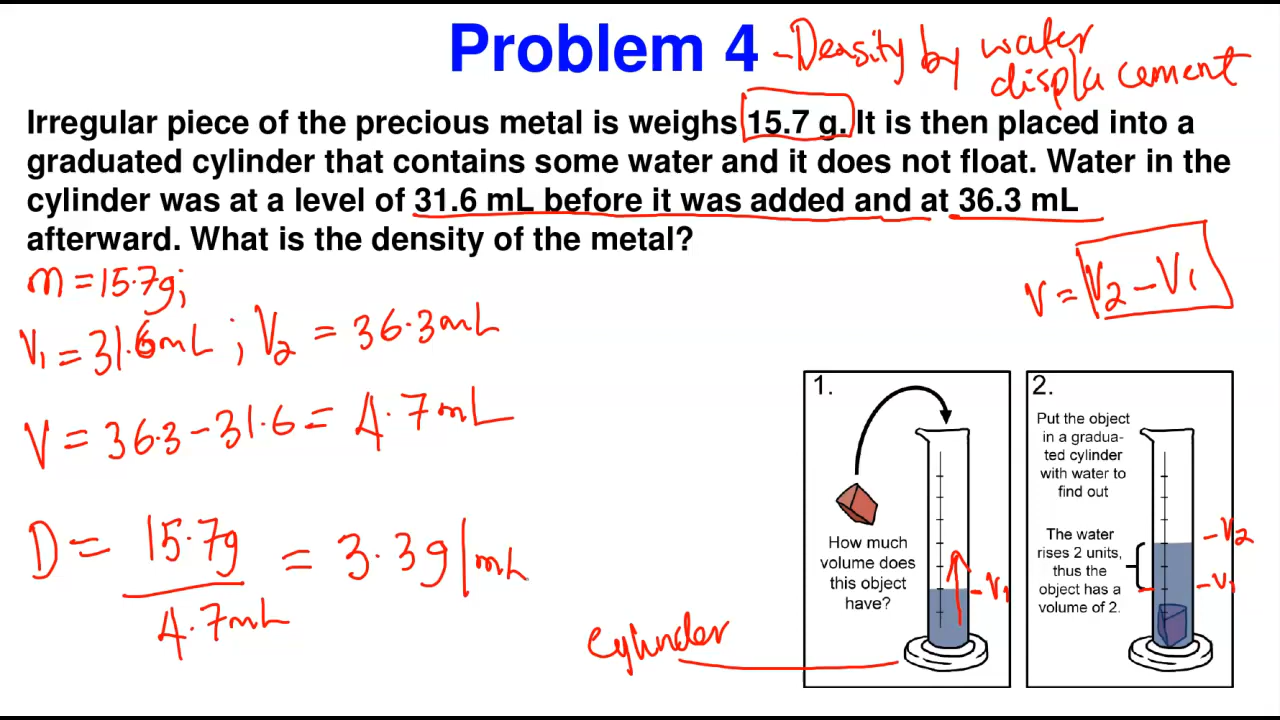 Problem 4 - Density by water
displacement
Irregular piece of the precious metal is weighs 15.7 g. It is then placed into a
graduated cylinder that contains some water and it does not float. Water in the
cylinder was at a level of 31.6 mL before it was added and at 36.3 mL
afterward. What is the density of the metal?
m = 15.7g;
V1 = 31.6mL ; V2 = 36.3mL
V = V2 - V1
V = 36.3 - 31.6 = 4.7mL
D = 15.7g / 4.7mL = 3.3g/mL
1.
How much
volume does
this object
have?
- V1
cylinder
2.
Put the object
in a gradua-
ted cylinder
with water to
find out
The water
rises 2 units,
thus the
object has a
volume of 2.
- V2
- V1